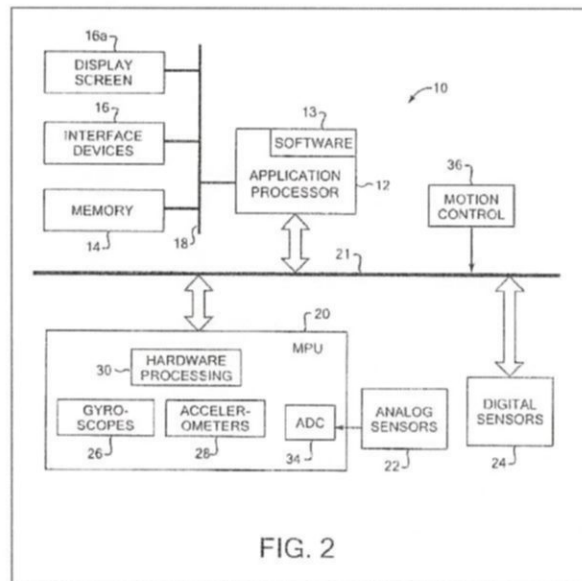 16a
DISPLAY
SCREEN
16
INTERFACE
DEVICES
MEMORY
14
18
13
SOFTWARE
APPLICATION
PROCESSOR
12
10
36
MOTION
CONTROL
21
20
MPU
30
HARDWARE
PROCESSING
GYRO-
SCOPES
26
ACCELER-
OMETERS
28
ADC
34
ANALOG
SENSORS
22
DIGITAL
SENSORS
24
FIG. 2